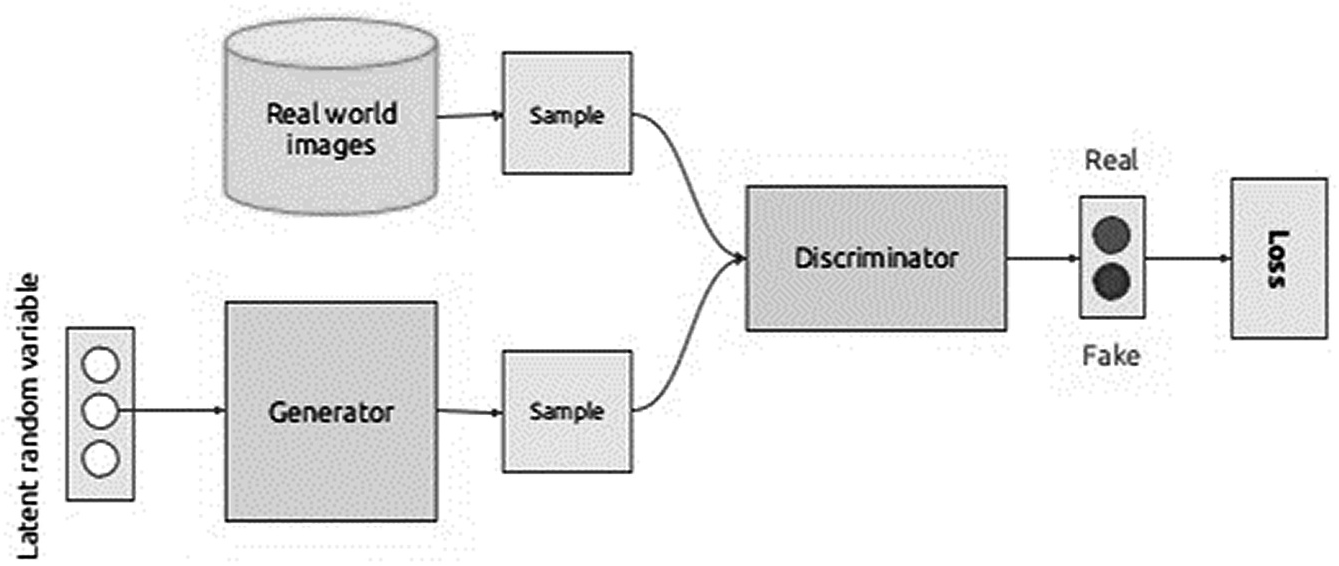 Real world
images
Sample
Discriminator
Real
Fake
Loss
Latent random variable
Generator
Sample